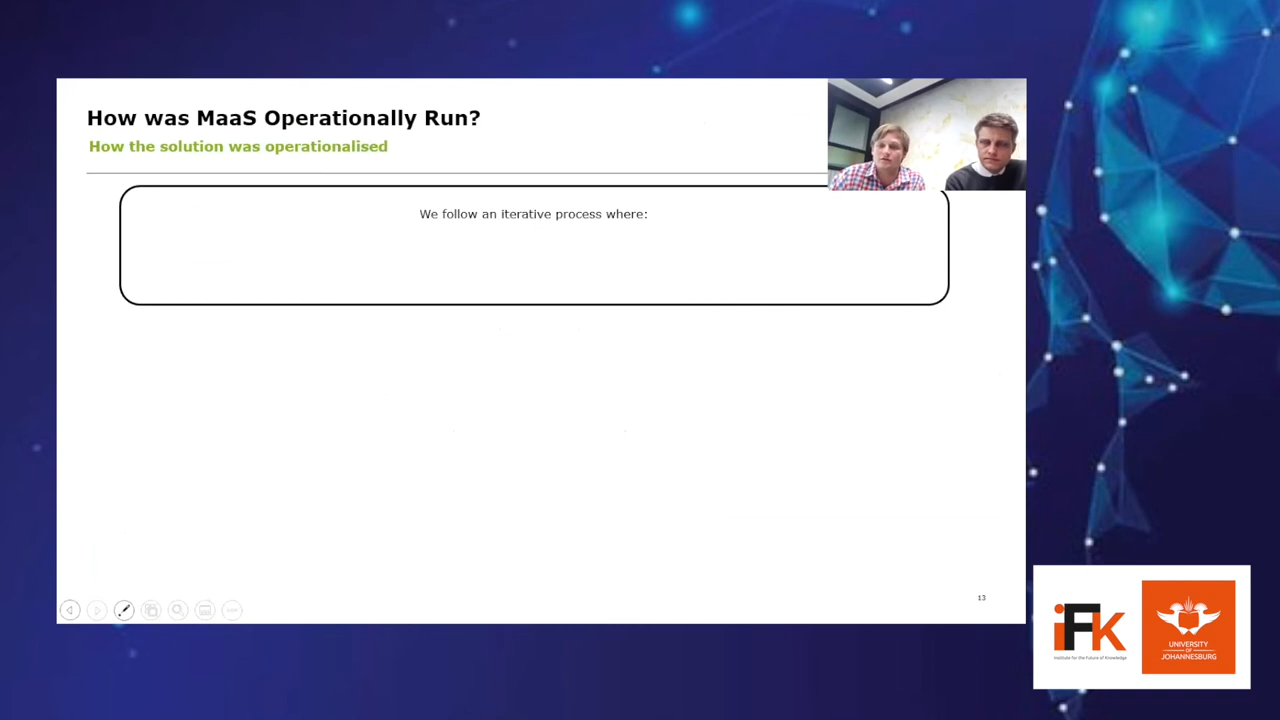 How was MaaS Operationally Run?
How the solution was operationalised
We follow an iterative process where:
13
iFK
Institute for the Future of Knowledge
UNIVERSITY
OF
JOHANNESBURG